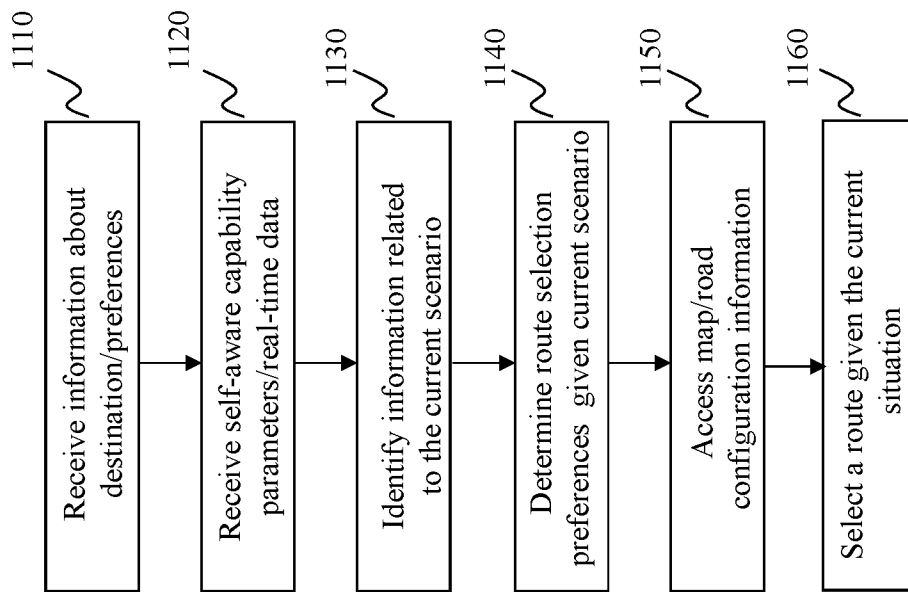 1110
Receive information about
destination/preferences
1120
Receive self-aware capability
parameters/real-time data
1130
Identify information related
to the current scenario
1140
Determine route selection
preferences given current scenario
1150
Access map/road
configuration information
1160
Select a route given the current
situation